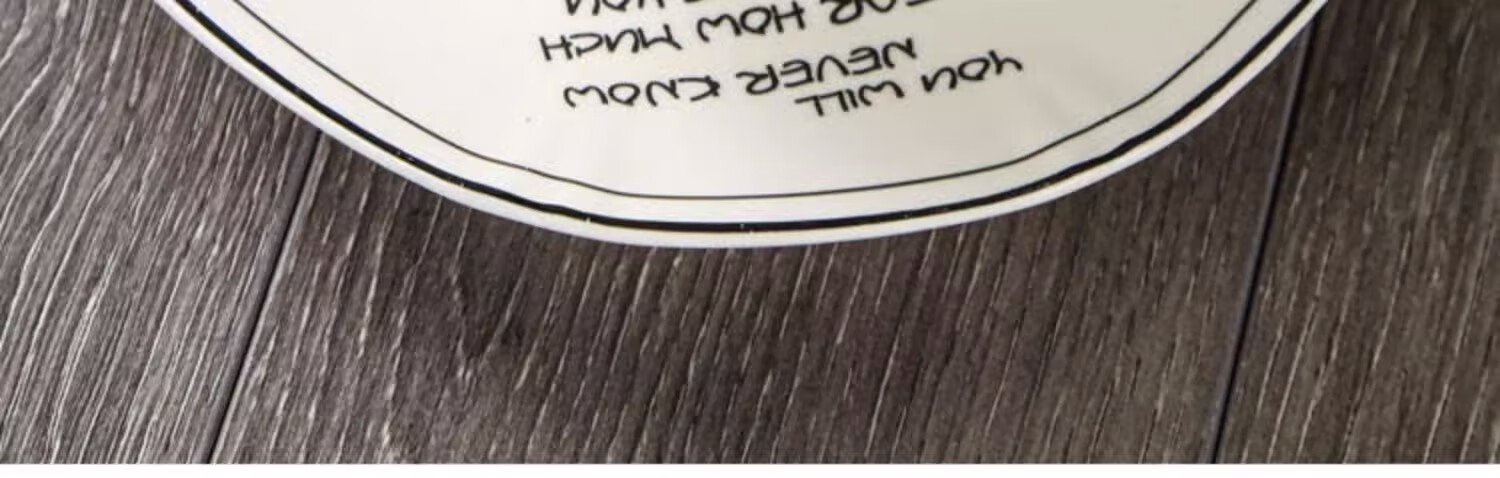 YOU WILL
NEVER KNOW
HOW MUCH